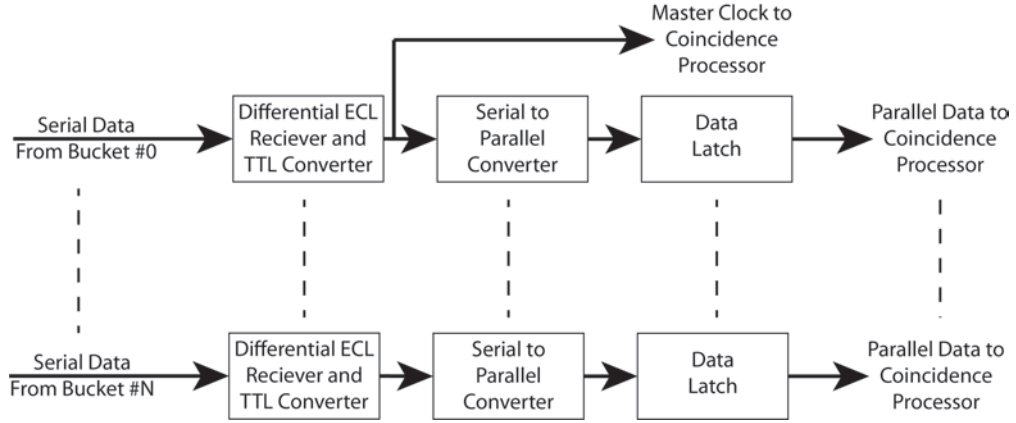 Master Clock to
Coincidence
Processor
Serial Data
From Bucket #0
Differential ECL
Reciever and
TTL Converter
Serial to
Parallel
Converter
Data
Latch
Parallel Data to
Coincidence
Processor
Serial Data
From Bucket #N
Differential ECL
Reciever and
TTL Converter
Serial to
Parallel
Converter
Data
Latch
Parallel Data to
Coincidence
Processor